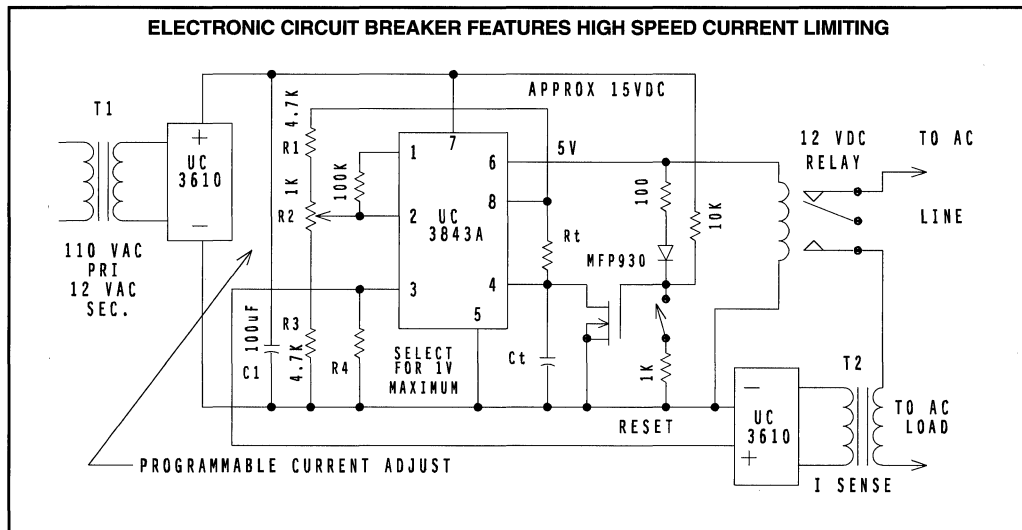 ELECTRONIC CIRCUIT BREAKER FEATURES HIGH SPEED CURRENT LIMITING
APPROX 15VDC
T1
4.7K
R1
+
UC
3610
–
1K
R2
100K
1
2
3
7
UC
3843A
6
8
4
5
5V
100
10K
Rt
MFP930
12 VDC
RELAY
TO AC
LINE
110 VAC
PRI
12 VAC
SEC.
100uF
C1
R3
4.7K
R4
SELECT
FOR 1V
MAXIMUM
Ct
1K
RESET
T2
–
UC
3610
+
TO AC
LOAD
I SENSE
PROGRAMMABLE CURRENT ADJUST